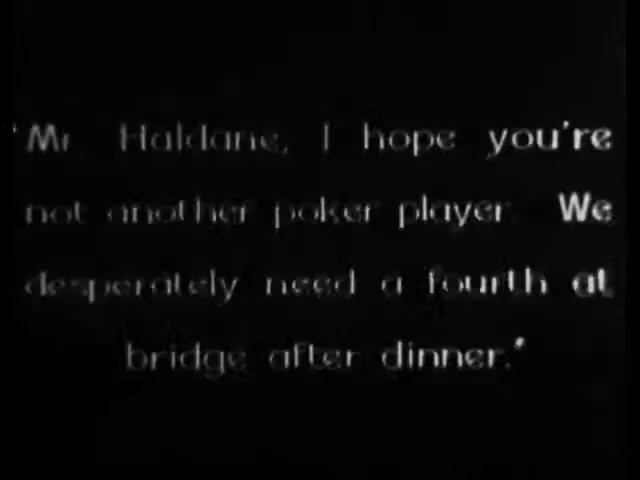 'Mr. Haldane, I hope you're
not another poker player. We
desperately need a fourth at
bridge after dinner.'